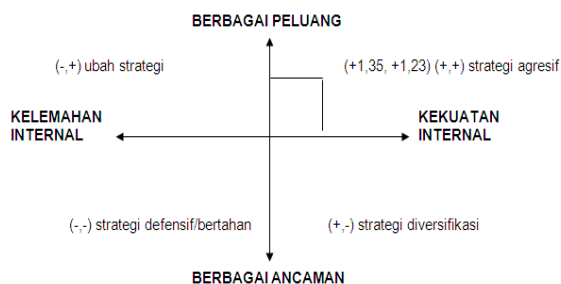 BERBAGAI PELUANG
(-,+) ubah strategi
(+1,35, +1,23) (+,+) strategi agresif
KELEMAHAN
INTERNAL
KEKUATAN
INTERNAL
(-,-) strategi defensif/bertahan
(+,-) strategi diversifikasi
BERBAGAI ANCAMAN